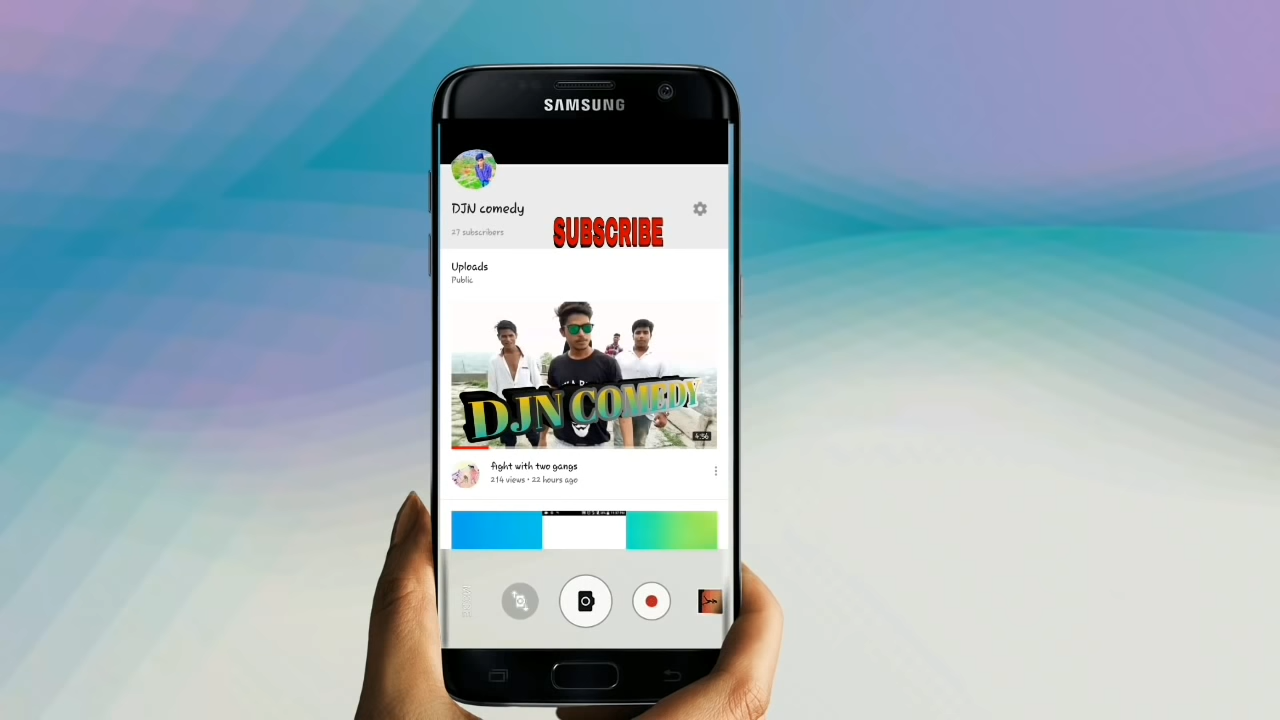 SAMSUNG
DJN comedy
27 subscribers
SUBSCRIBE
Uploads
Public
DJN COMEDY
4:56
fight with two gangs
214 views • 22 hours ago